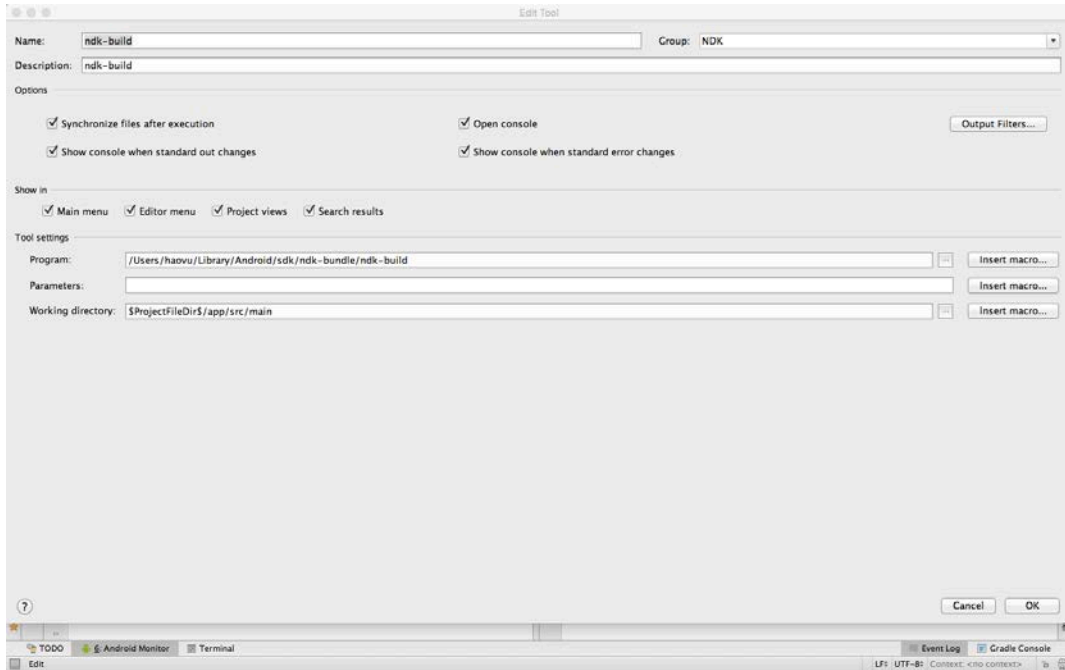 Edit Tool
Name: ndk-build Group: NDK
Description: ndk-build
Options
Synchronize files after execution Open console Output Filters...
Show console when standard out changes Show console when standard error changes
Show in
Main menu Editor menu Project views Search results
Tool settings
Program: /Users/haovu/Library/Android/sdk/ndk-bundle/ndk-build ... Insert macro...
Parameters: Insert macro...
Working directory: $ProjectFileDir$/app/src/main ... Insert macro...
? Cancel OK
TODO 6: Android Monitor Terminal Event Log Gradle Console
Edit LF÷ UTF-8÷ Context: <no context>